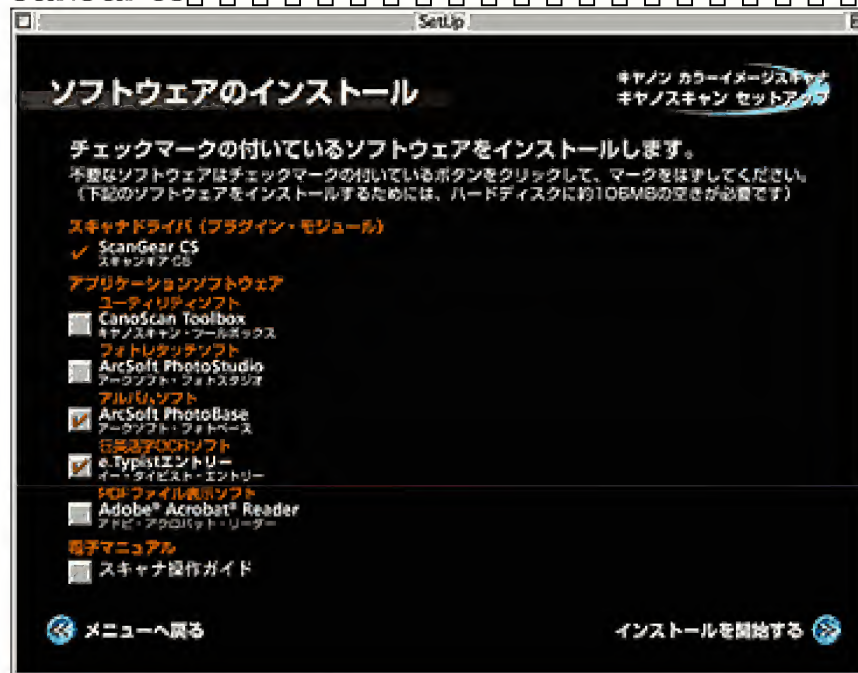 SetUp
ソフトウェアのインストール
キヤノン カラーイメージスキャナ
キヤノスキャン セットアップ
チェックマークの付いているソフトウェアをインストールします。
不要なソフトウェアはチェックマークの付いているボタンをクリックして、マークをはずしてください。
（下記のソフトウェアをインストールするためには、ハードディスクに約106MBの空きが必要です）
スキャナドライバ（プラグイン・モジュール）
ScanGear CS
スキャンギア CS
アプリケーションソフトウェア
ユーティリティソフト
CanoScan Toolbox
キヤノスキャン・ツールボックス
フォトレタッチソフト
ArcSoft PhotoStudio
アークソフト・フォトスタジオ
アルバムソフト
ArcSoft PhotoBase
アークソフト・フォトベース
活英語OCRソフト
e.Typistエントリー
イー・タイピスト・エントリー
PDFファイル表示ソフト
Adobe® Acrobat® Reader
アドビ・アクロバット・リーダー
電子マニュアル
スキャナ操作ガイド
メニューへ戻る
インストールを開始する